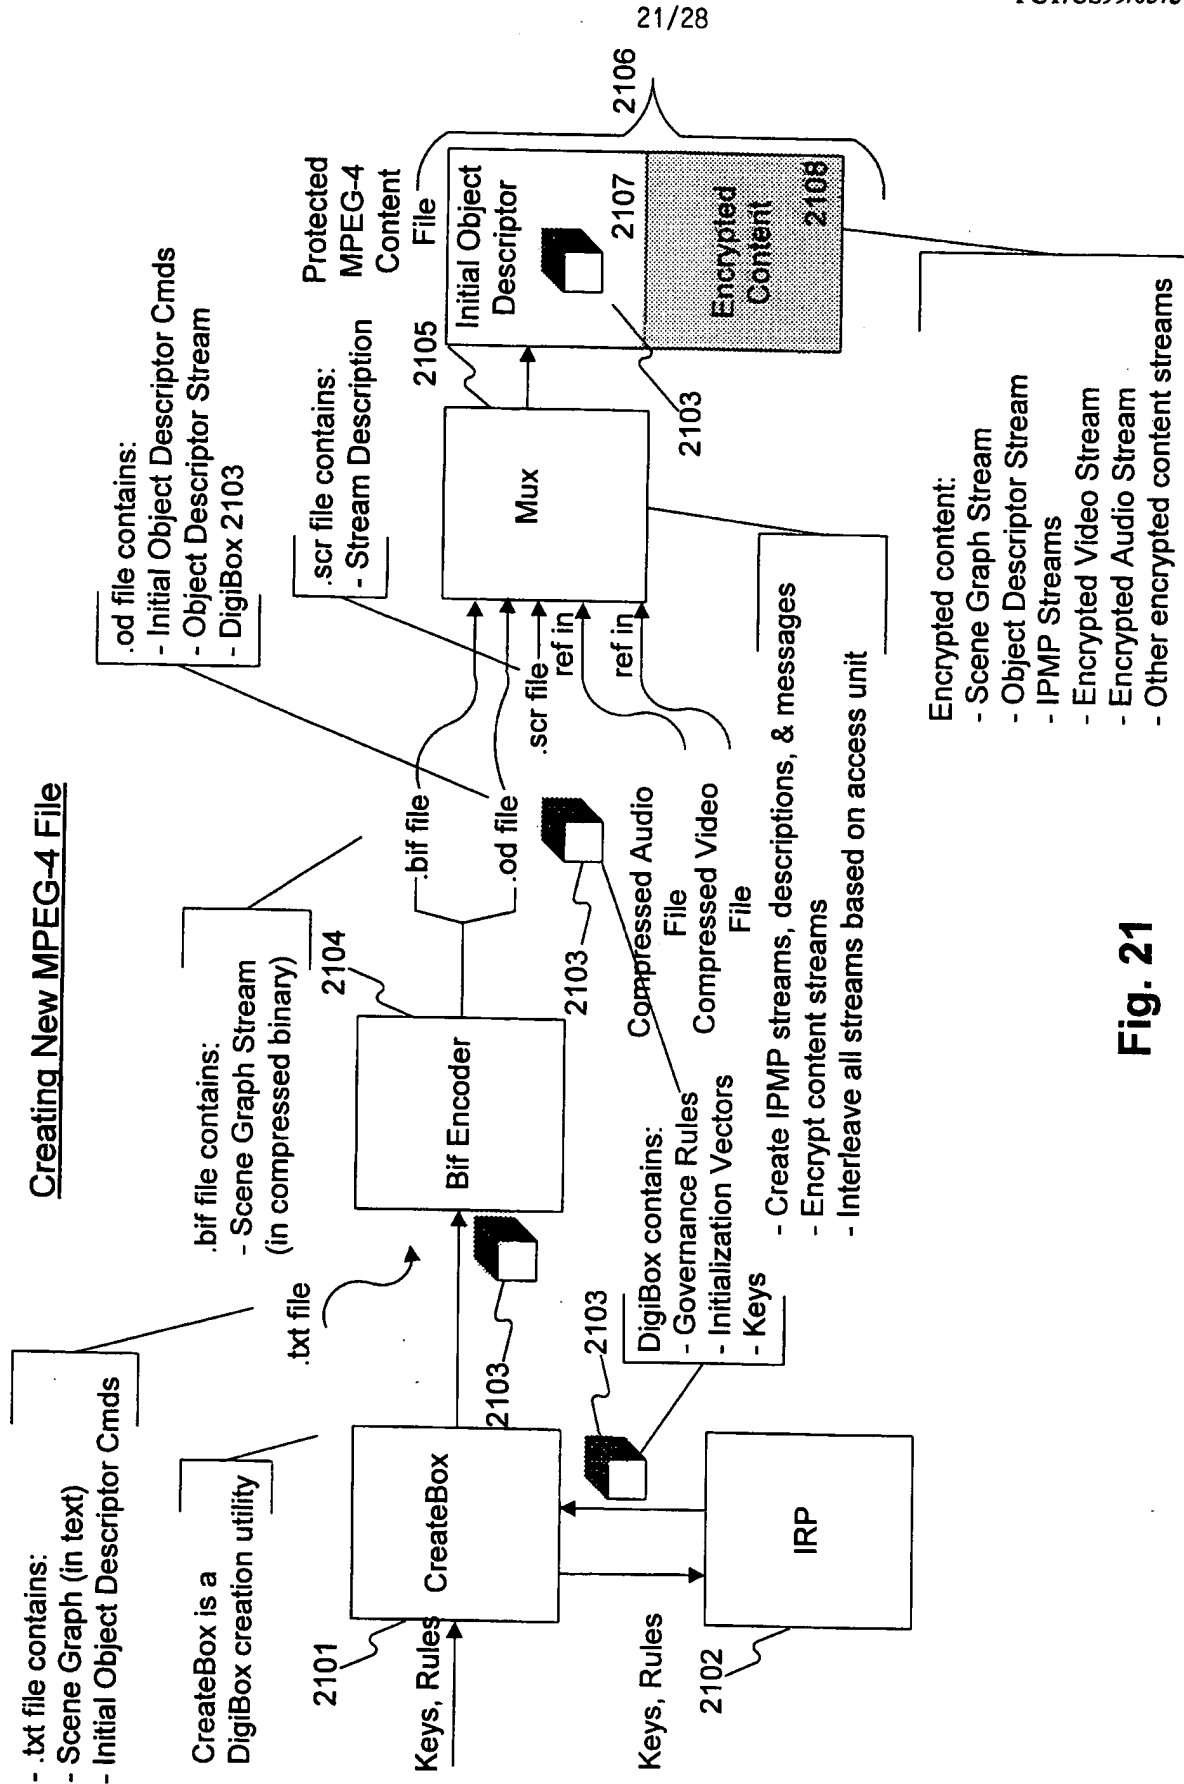 21/28
Creating New MPEG-4 File
- .txt file contains:
- Scene Graph (in text)
- Initial Object Descriptor Cmds
CreateBox is a
DigiBox creation utility
.txt file
.bif file contains:
- Scene Graph Stream
(in compressed binary)
.od file contains:
- Initial Object Descriptor Cmds
- Object Descriptor Stream
- DigiBox 2103
.scr file contains:
- Stream Description
Protected
MPEG-4
Content
File
2106
2101
Keys, Rules
CreateBox
2103
2104
Bif Encoder
.bif file
.od file
2103
.scr file
ref in
ref in
Compressed Audio
File
Compressed Video
File
Mux
2105
Initial Object
Descriptor
2107
2103
Encrypted
Content
2108
Keys, Rules
2102
IRP
2103
DigiBox contains:
- Governance Rules
- Initialization Vectors
- Keys
- Create IPMP streams, descriptions, & messages
- Encrypt content streams
- Interleave all streams based on access unit
Encrypted content:
- Scene Graph Stream
- Object Descriptor Stream
- IPMP Streams
- Encrypted Video Stream
- Encrypted Audio Stream
- Other encrypted content streams
Fig. 21